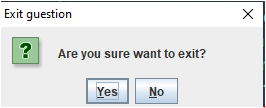 Exit guestion
Are you sure want to exit?
Yes No